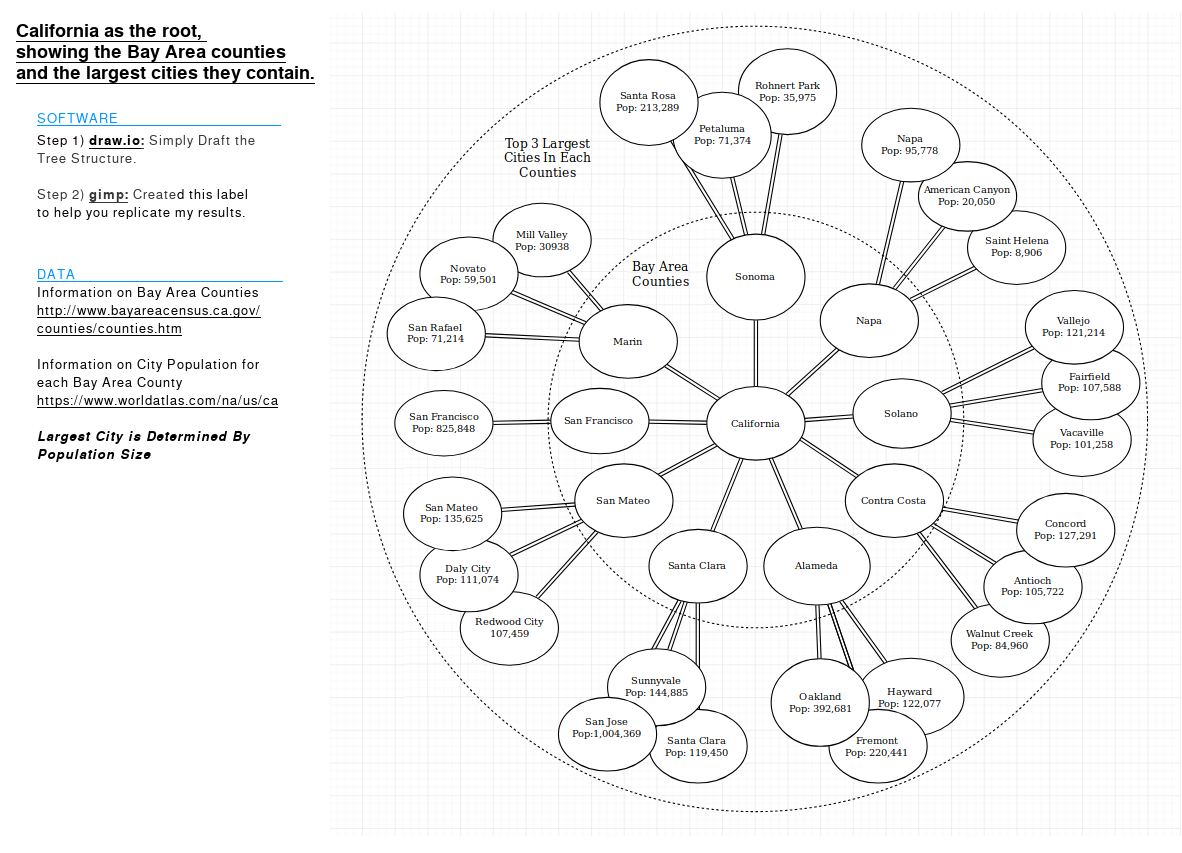 California as the root,
showing the Bay Area counties
and the largest cities they contain.
SOFTWARE
Step 1) draw.io: Simply Draft the
Tree Structure.
Step 2) gimp: Created this label
to help you replicate my results.
DATA
Information on Bay Area Counties
http://www.bayareacensus.ca.gov/
counties/counties.htm
Information on City Population for
each Bay Area County
https://www.worldatlas.com/na/us/ca
Largest City is Determined By
Population Size
Top 3 Largest
Cities In Each
Counties
Bay Area
Counties
California
Sonoma
Santa Rosa
Pop: 213,289
Petaluma
Pop: 71,374
Rohnert Park
Pop: 35,975
Napa
Napa
Pop: 95,778
American Canyon
Pop: 20,050
Saint Helena
Pop: 8,906
Solano
Vallejo
Pop: 121,214
Fairfield
Pop: 107,588
Vacaville
Pop: 101,258
Contra Costa
Concord
Pop: 127,291
Antioch
Pop: 105,722
Walnut Creek
Pop: 84,960
Alameda
Oakland
Pop: 392,681
Hayward
Pop: 122,077
Fremont
Pop: 220,441
Santa Clara
Sunnyvale
Pop: 144,885
San Jose
Pop:1,004,369
Santa Clara
Pop: 119,450
San Mateo
San Mateo
Pop: 135,625
Daly City
Pop: 111,074
Redwood City
107,459
San Francisco
San Francisco
Pop: 825,848
Marin
Mill Valley
Pop: 30938
Novato
Pop: 59,501
San Rafael
Pop: 71,214